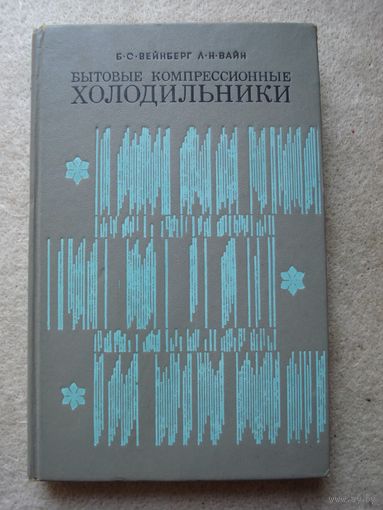 Б·С·ВЕЙНБЕРГ Л·Н·ВАЙН
БЫТОВЫЕ КОМПРЕССИОННЫЕ
ХОЛОДИЛЬНИКИ